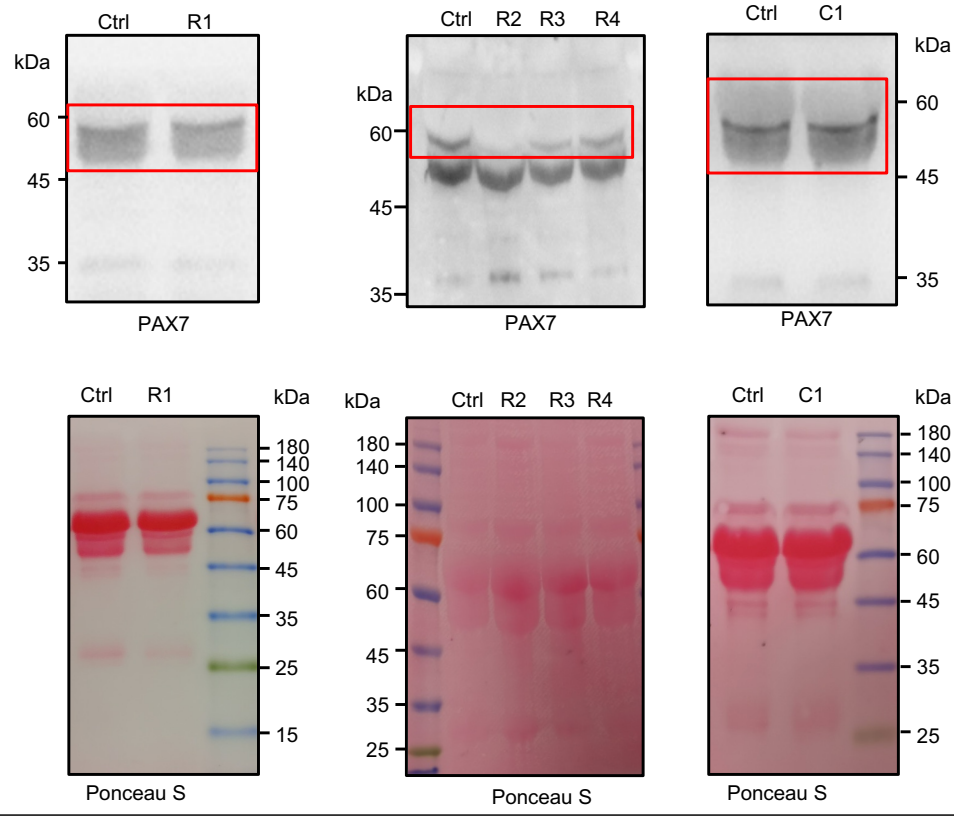 Ctrl R1
kDa
60
45
35
PAX7
Ctrl R2 R3 R4
kDa
60
45
35
PAX7
Ctrl C1
kDa
60
45
35
PAX7
Ctrl R1 kDa
180
140
100
75
60
45
35
25
15
Ponceau S
kDa Ctrl R2 R3 R4
180
140
100
75
60
45
35
25
Ponceau S
Ctrl C1 kDa
180
140
100
75
60
45
35
25
Ponceau S